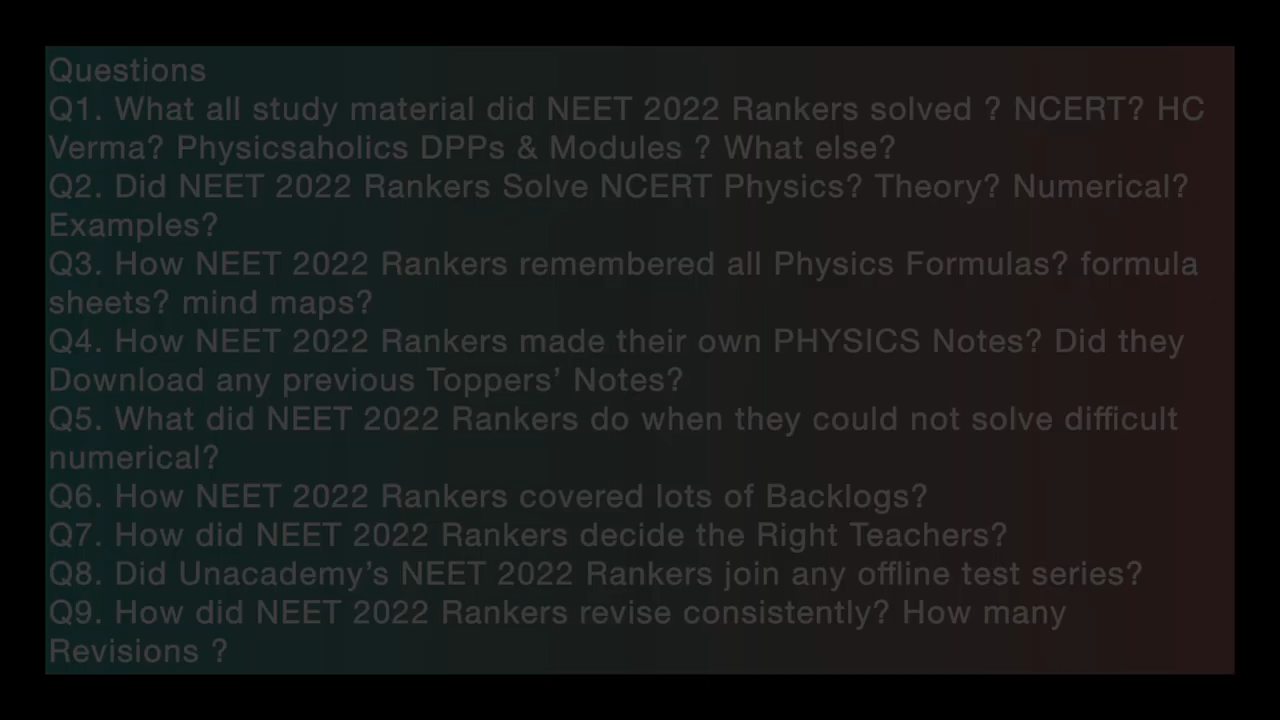 Questions
Q1. What all study material did NEET 2022 Rankers solved ? NCERT? HC
Verma? Physicsaholics DPPs & Modules ? What else?
Q2. Did NEET 2022 Rankers Solve NCERT Physics? Theory? Numerical?
Examples?
Q3. How NEET 2022 Rankers remembered all Physics Formulas? formula
sheets? mind maps?
Q4. How NEET 2022 Rankers made their own PHYSICS Notes? Did they
Download any previous Toppers’ Notes?
Q5. What did NEET 2022 Rankers do when they could not solve difficult
numerical?
Q6. How NEET 2022 Rankers covered lots of Backlogs?
Q7. How did NEET 2022 Rankers decide the Right Teachers?
Q8. Did Unacademy’s NEET 2022 Rankers join any offline test series?
Q9. How did NEET 2022 Rankers revise consistently? How many
Revisions ?